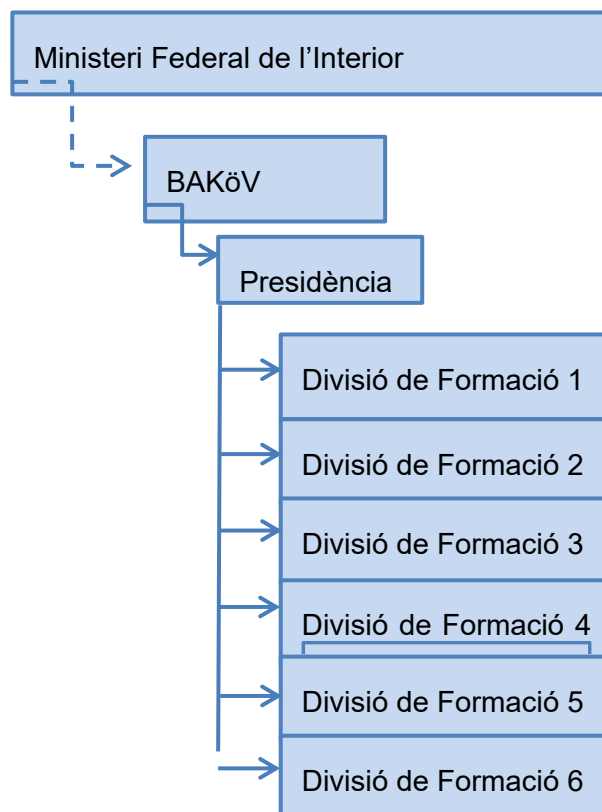 Ministeri Federal de l’Interior
BAKöV
Presidència
Divisió de Formació 1
Divisió de Formació 2
Divisió de Formació 3
Divisió de Formació 4
Divisió de Formació 5
Divisió de Formació 6